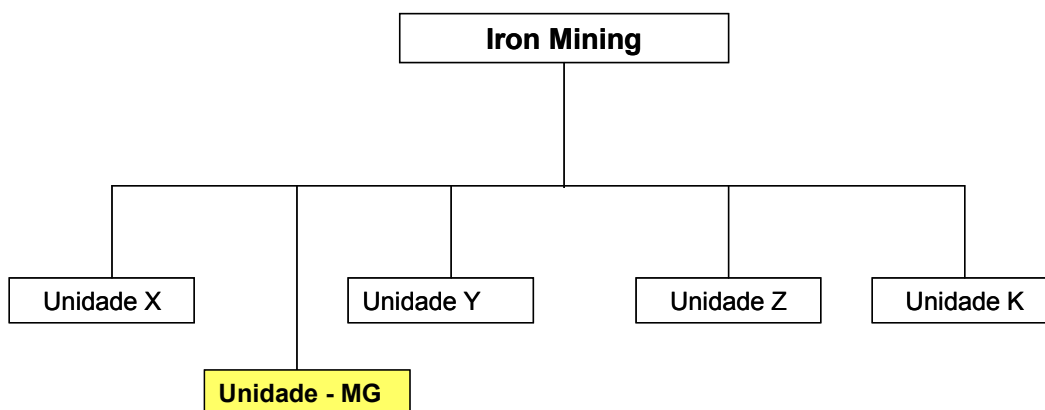 Iron Mining
Unidade X
Unidade Y
Unidade Z
Unidade K
Unidade - MG